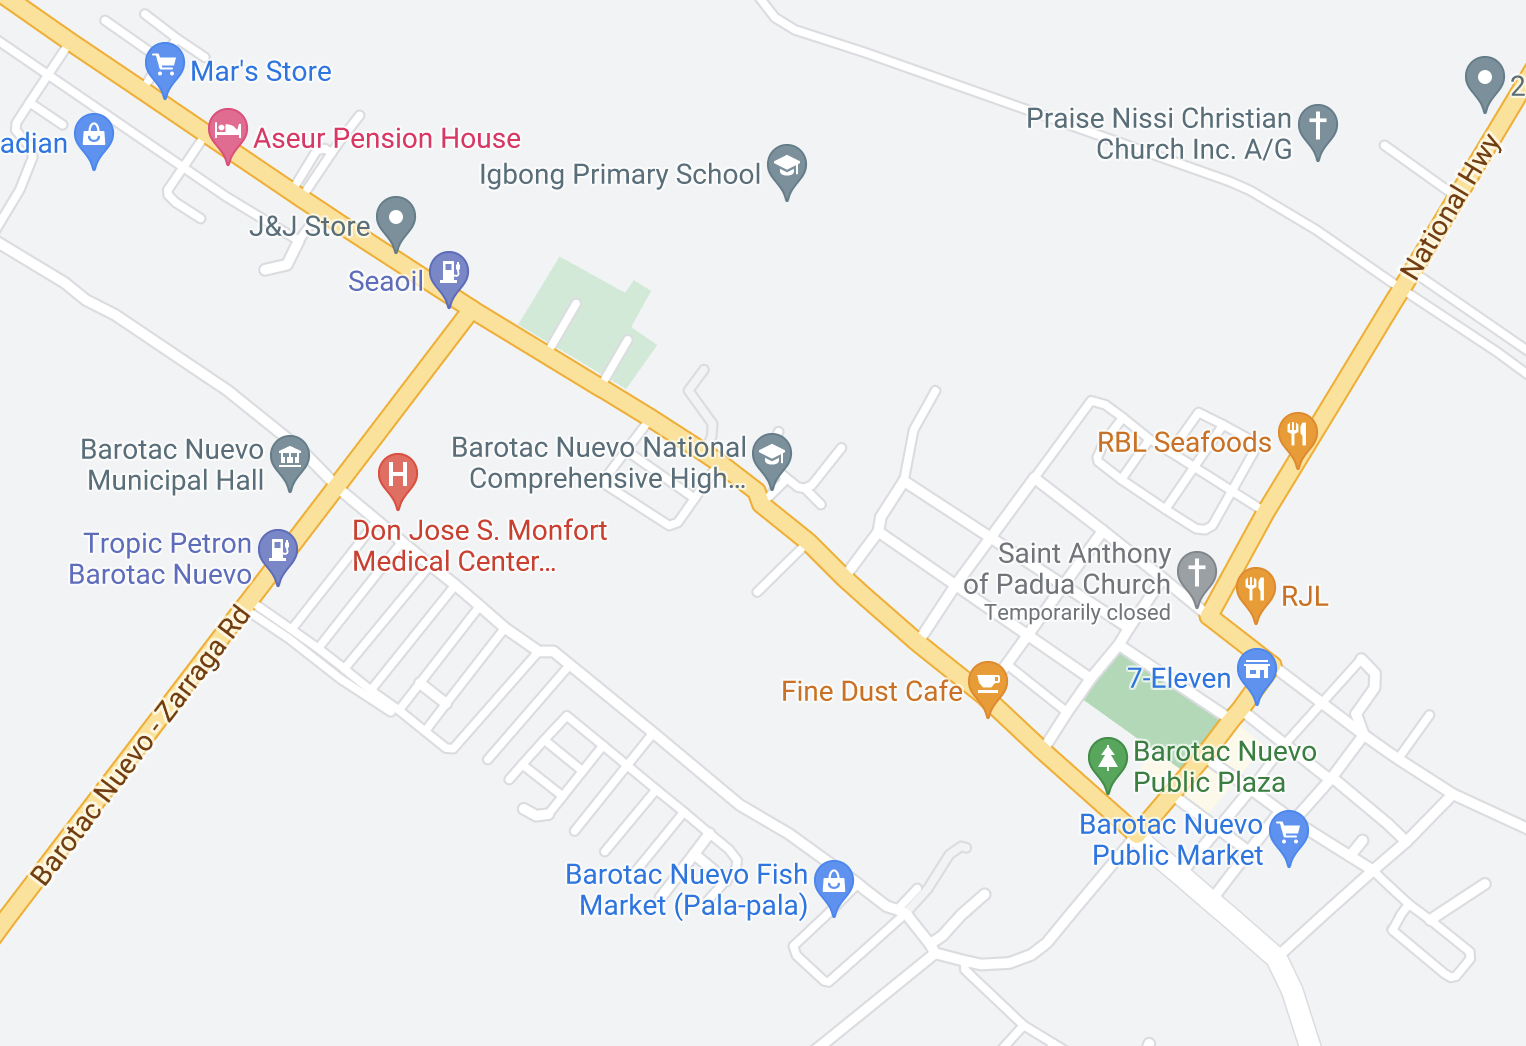 Mar's Store
adian
Aseur Pension House
Praise Nissi Christian
Church Inc. A/G
2
Igbong Primary School
National Hwy
J&J Store
Seaoil
Barotac Nuevo
Municipal Hall
Barotac Nuevo National
Comprehensive High...
RBL Seafoods
H
Don Jose S. Monfort
Medical Center...
Tropic Petron
Barotac Nuevo
Saint Anthony
of Padua Church
Temporarily closed
RJL
Barotac Nuevo - Zarraga Rd
7-Eleven
Fine Dust Cafe
Barotac Nuevo
Public Plaza
Barotac Nuevo
Public Market
Barotac Nuevo Fish
Market (Pala-pala)